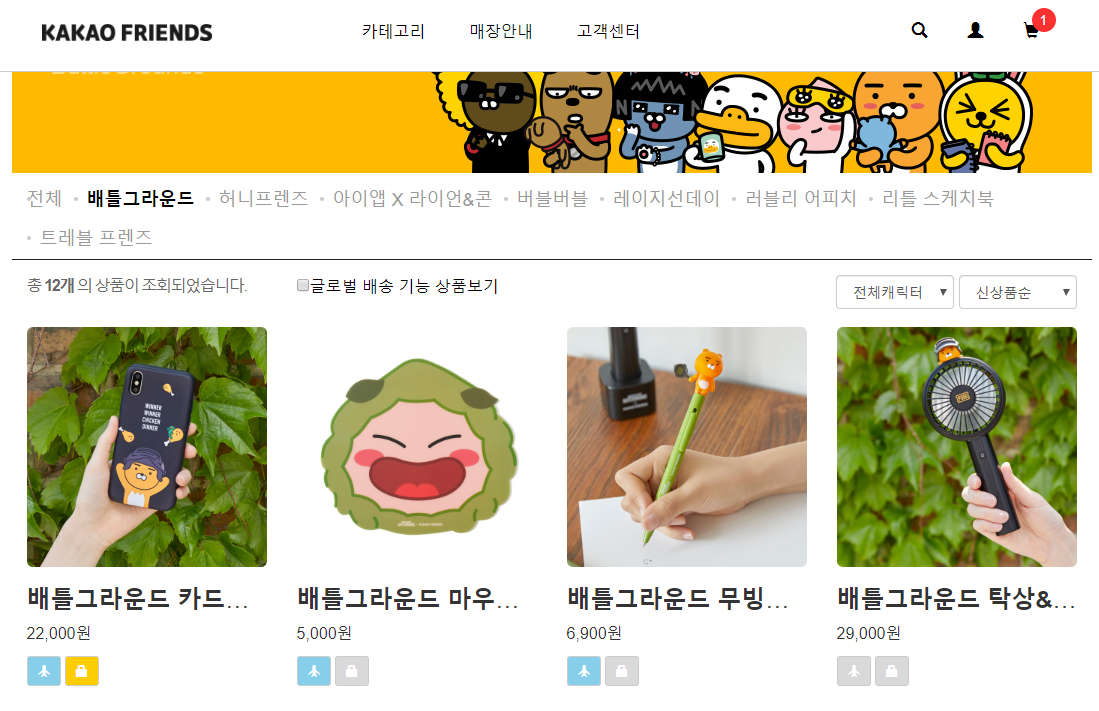 KAKAO FRIENDS
카테고리
매장안내
고객센터
1
Battle Grounds
전체 • 배틀그라운드 • 허니프렌즈 • 아이앱 X 라이언&콘 • 버블버블 • 레이지선데이 • 러블리 어피치 • 리틀 스케치북
• 트레블 프렌즈
총 12개 의 상품이 조회되었습니다.
글로벌 배송 기능 상품보기
전체캐릭터 ▼
신상품순 ▼
WINNER
WINNER
CHICKEN
DINNER
PUBG
배틀그라운드 카드...
배틀그라운드 마우...
배틀그라운드 무빙...
배틀그라운드 탁상&...
22,000원
5,000원
6,900원
29,000원